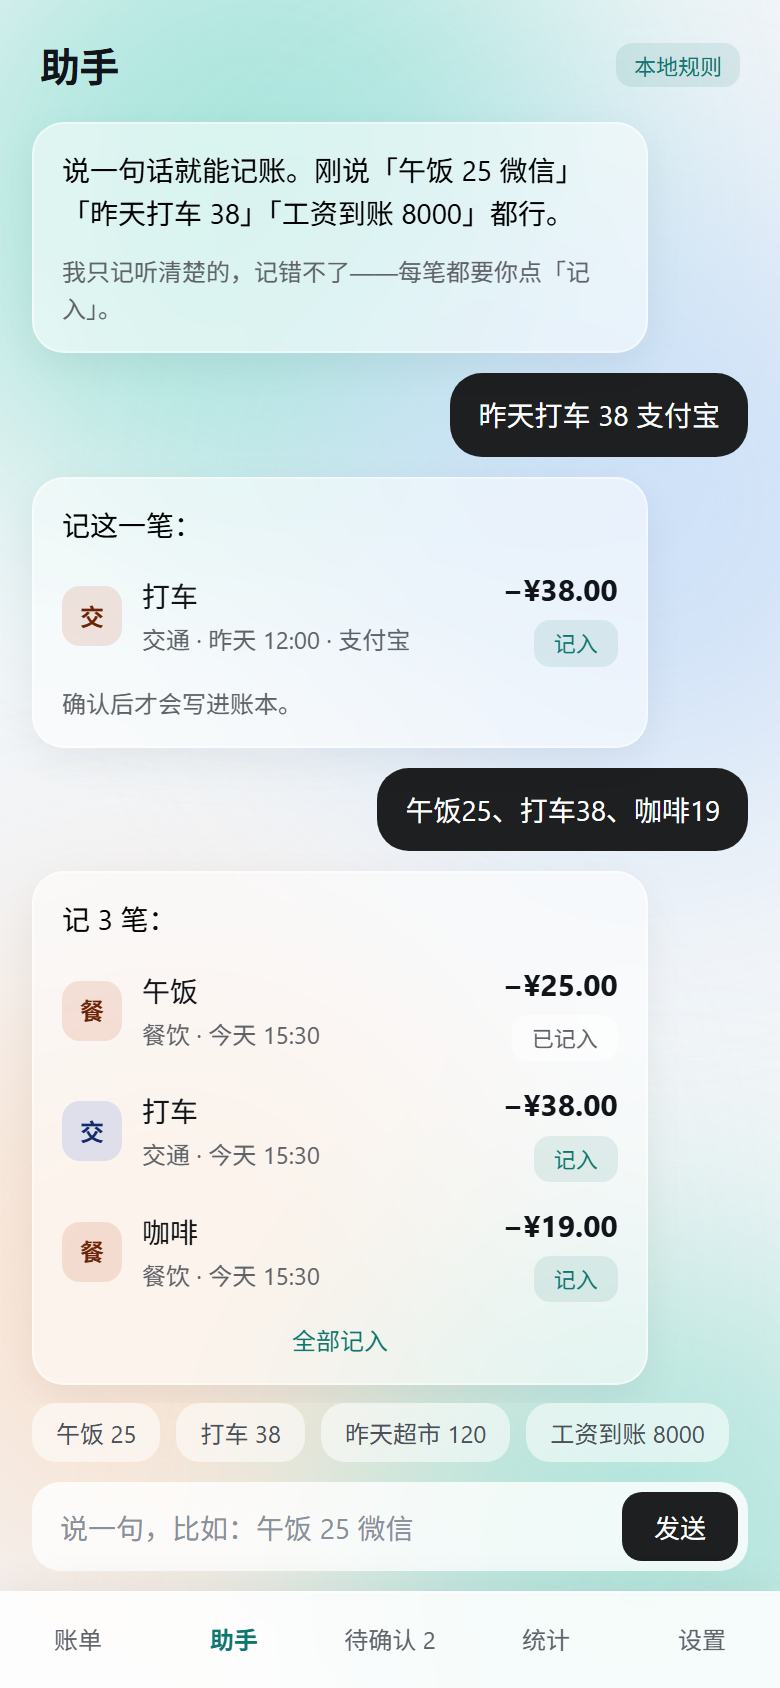 助手
本地规则
说一句话就能记账。刚说「午饭 25 微信」
「昨天打车 38」「工资到账 8000」都行。
我只记听清楚的，记错不了——每笔都要你点「记
入」。
昨天打车 38 支付宝
记这一笔：
交
打车
交通 · 昨天 12:00 · 支付宝
−¥38.00
记入
确认后才会写进账本。
午饭25、打车38、咖啡19
记 3 笔：
餐
午饭
餐饮 · 今天 15:30
−¥25.00
已记入
交
打车
交通 · 今天 15:30
−¥38.00
记入
餐
咖啡
餐饮 · 今天 15:30
−¥19.00
记入
全部记入
午饭 25
打车 38
昨天超市 120
工资到账 8000
说一句，比如：午饭 25 微信
发送
账单
助手
待确认 2
统计
设置